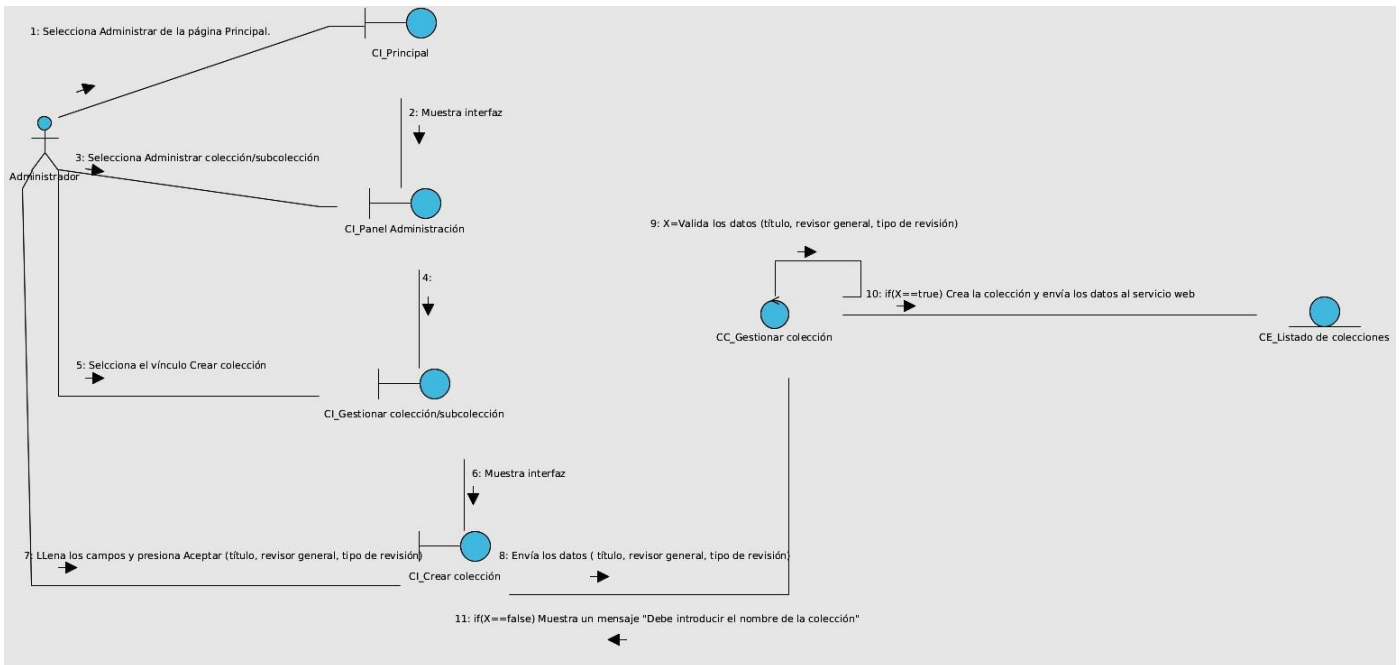 1: Selecciona Administrar de la página Principal.
CI_Principal
2: Muestra interfaz
Administrador
3: Selecciona Administrar colección/subcolección
CI_Panel Administración
4:
5: Selcciona el vínculo Crear colección
CI_Gestionar colección/subcolección
6: Muestra interfaz
7: LLena los campos y presiona Aceptar (título, revisor general, tipo de revisión)
CI_Crear colección
8: Envía los datos ( título, revisor general, tipo de revisión)
9: X=Valida los datos (título, revisor general, tipo de revisión)
CC_Gestionar colección
10: if(X==true) Crea la colección y envía los datos al servicio web
CE_Listado de colecciones
11: if(X==false) Muestra un mensaje "Debe introducir el nombre de la colección"